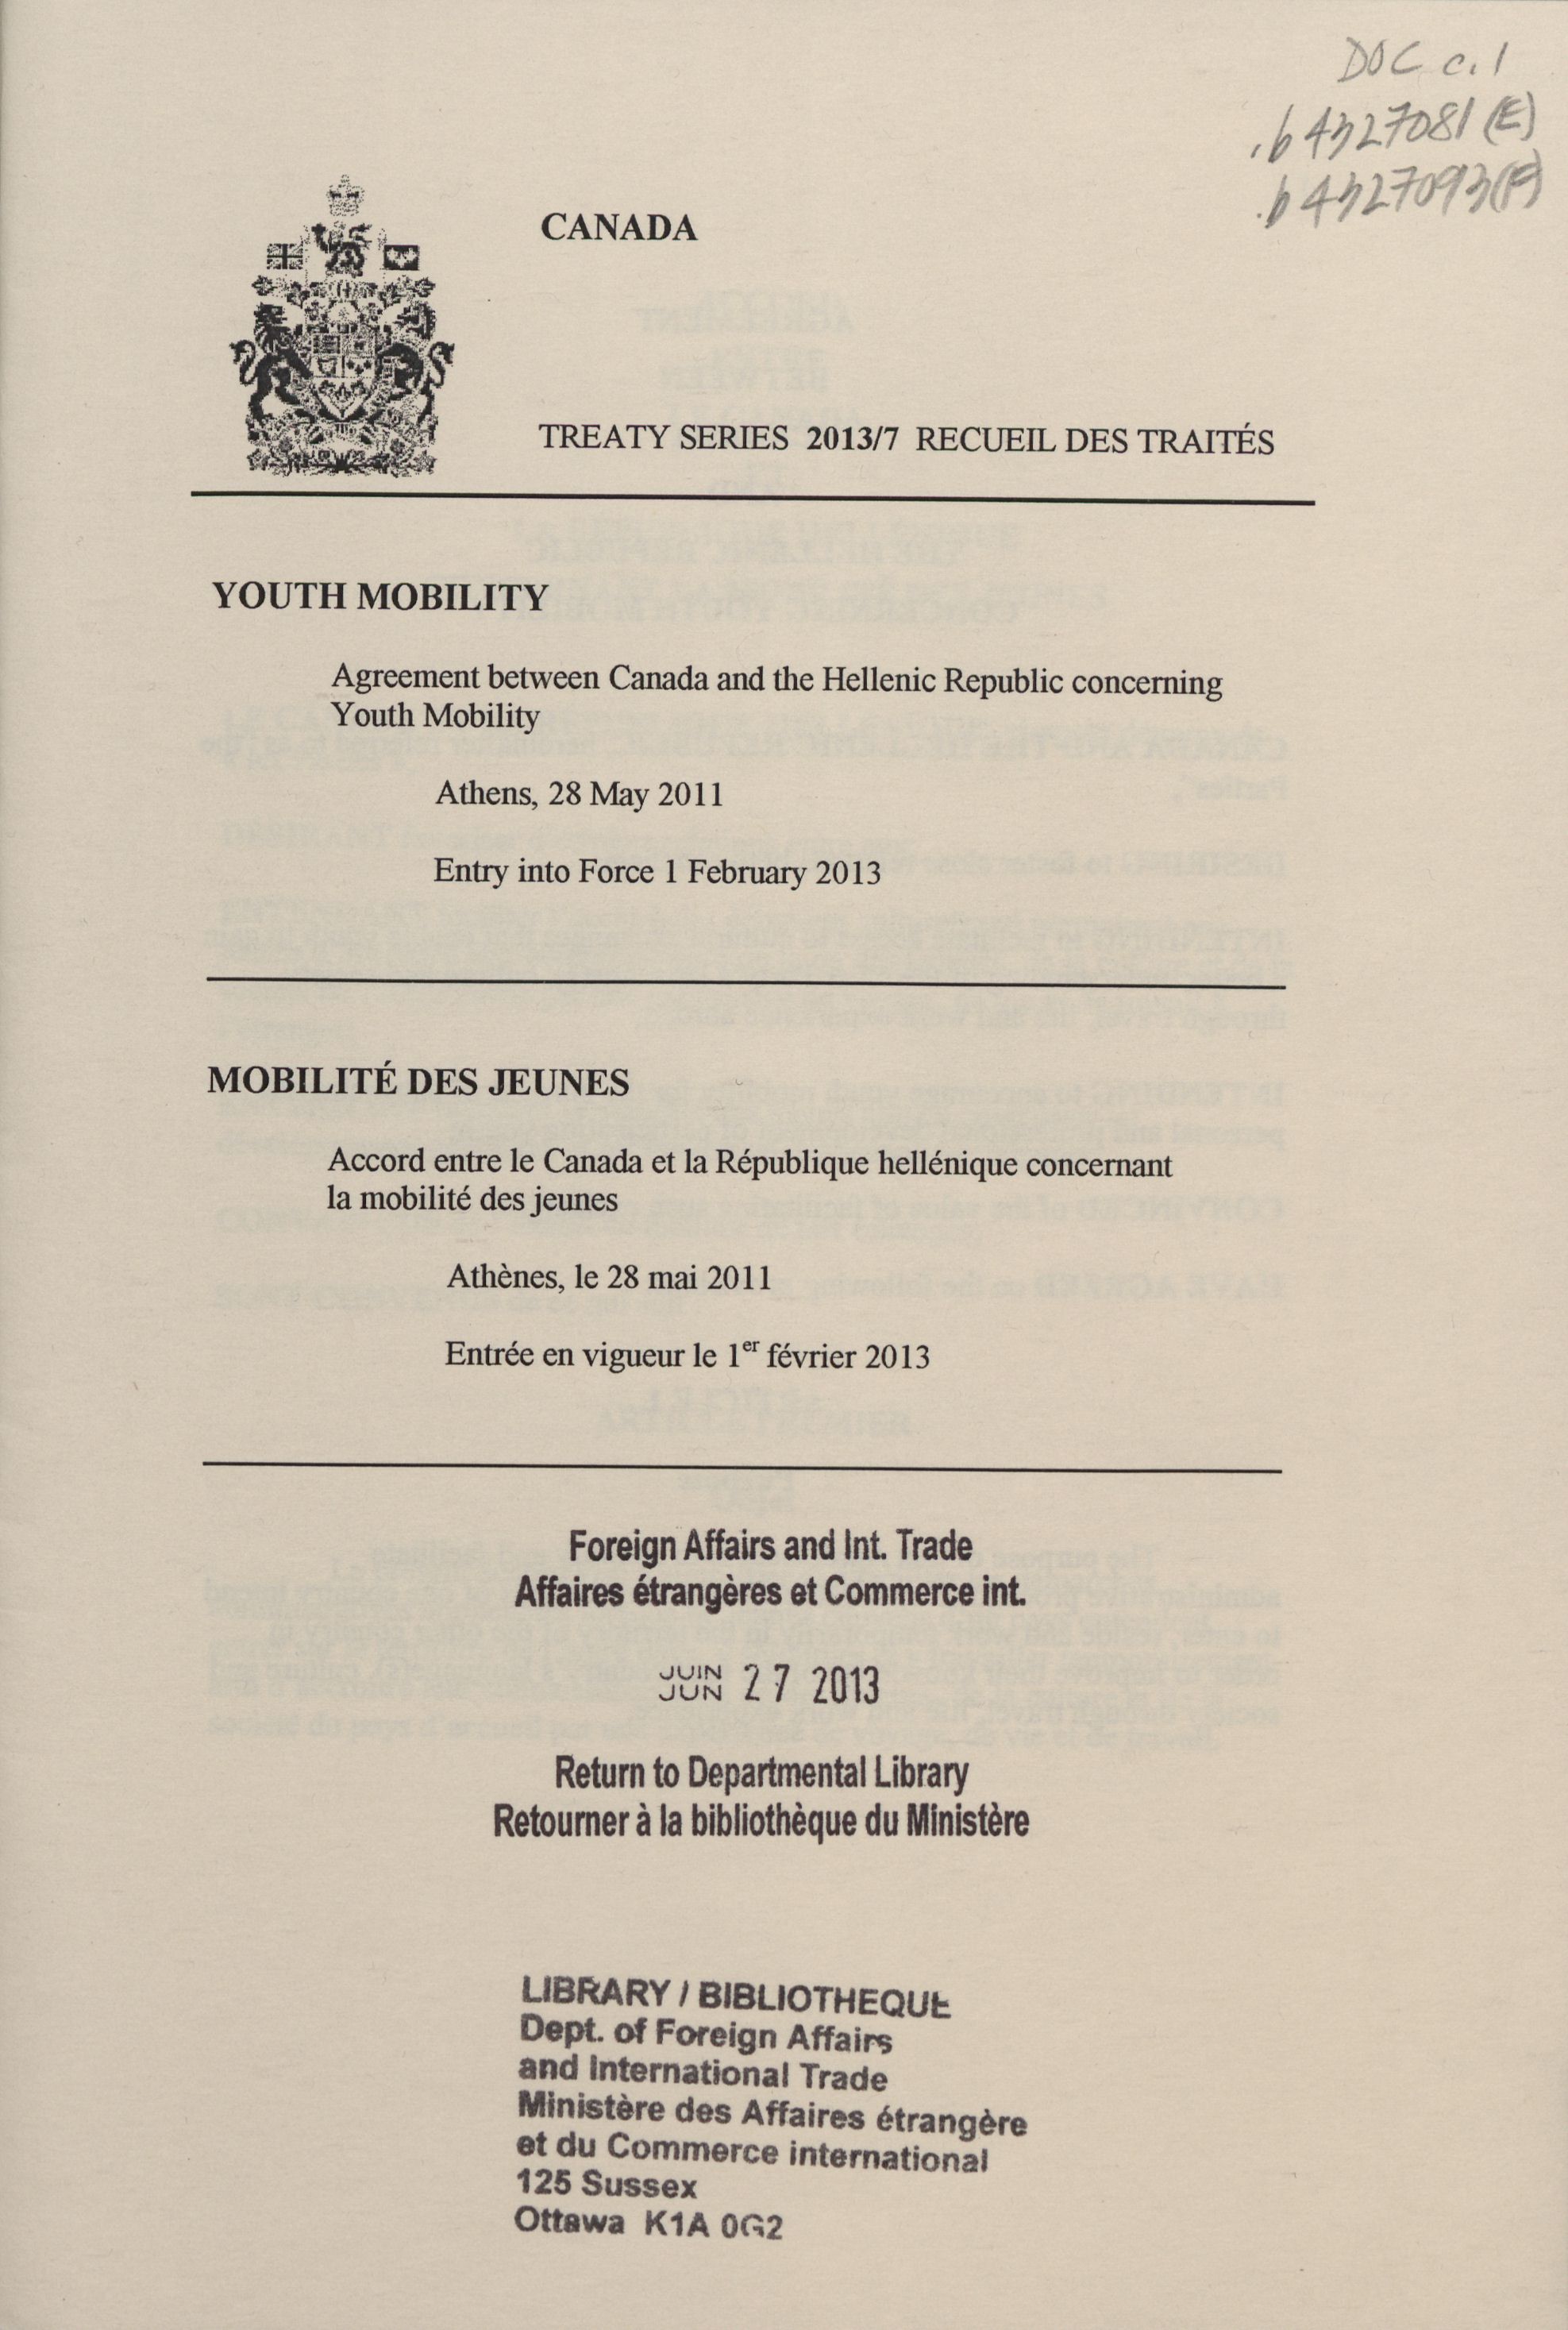 DOC c.1
.b4327081(E)
.b4327093(F)
CANADA
TREATY SERIES 2013/7 RECUEIL DES TRAITÉS
YOUTH MOBILITY
Agreement between Canada and the Hellenic Republic concerning
Youth Mobility
Athens, 28 May 2011
Entry into Force 1 February 2013
MOBILITÉ DES JEUNES
Accord entre le Canada et la République hellénique concernant
la mobilité des jeunes
Athènes, le 28 mai 2011
Entrée en vigueur le 1er février 2013
Foreign Affairs and Int. Trade
Affaires étrangères et Commerce int.
JUIN
JUN 27 2013
Return to Departmental Library
Retourner à la bibliothèque du Ministère
LIBRARY / BIBLIOTHEQUE
Dept. of Foreign Affairs
and International Trade
Ministère des Affaires étrangère
et du Commerce international
125 Sussex
Ottawa K1A 0G2